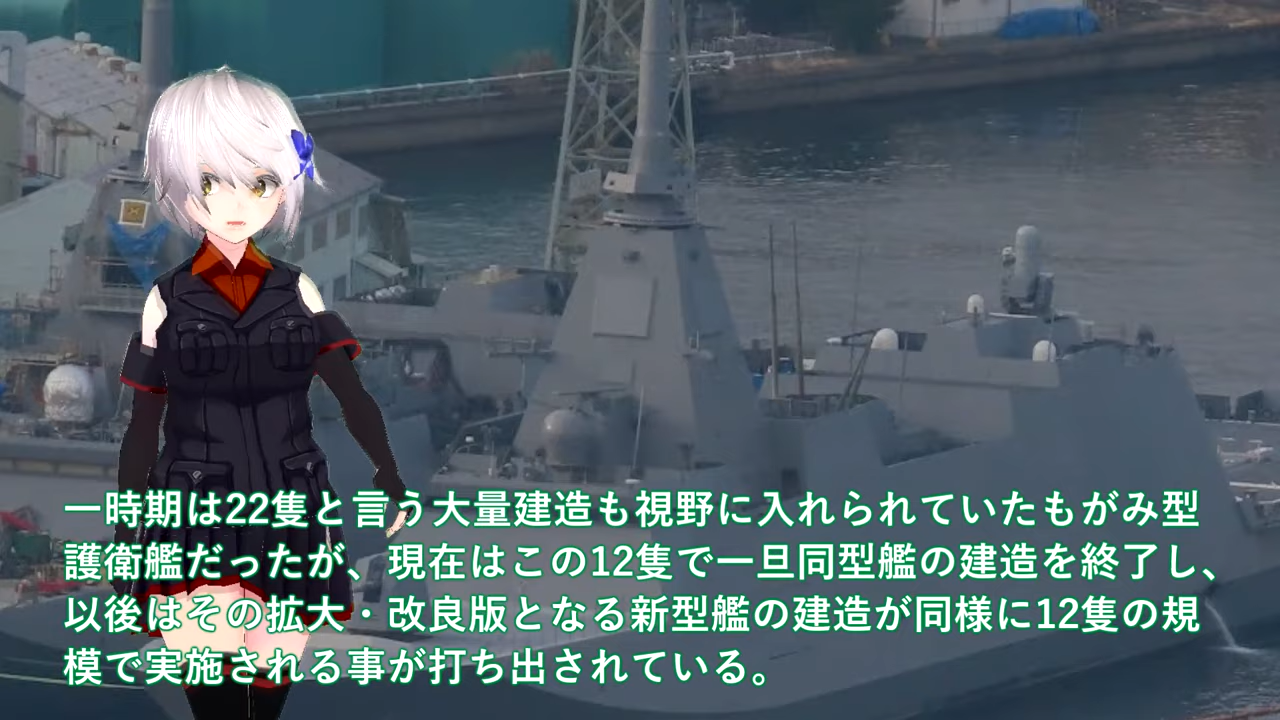 一時期は22隻と言う大量建造も視野に入れられていたもがみ型
護衛艦だったが、現在はこの12隻で一旦同型艦の建造を終了し、
以後はその拡大・改良版となる新型艦の建造が同様に12隻の規
模で実施される事が打ち出されている。